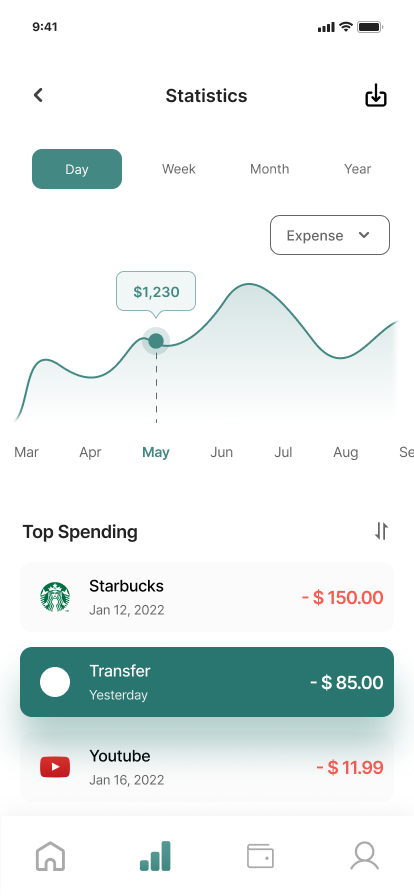 9:41
Statistics
Day Week Month Year
Expense
$1,230
Mar Apr May Jun Jul Aug Se
Top Spending
Starbucks
- $ 150.00
Jan 12, 2022
Transfer
- $ 85.00
Yesterday
Youtube
- $ 11.99
Jan 16, 2022